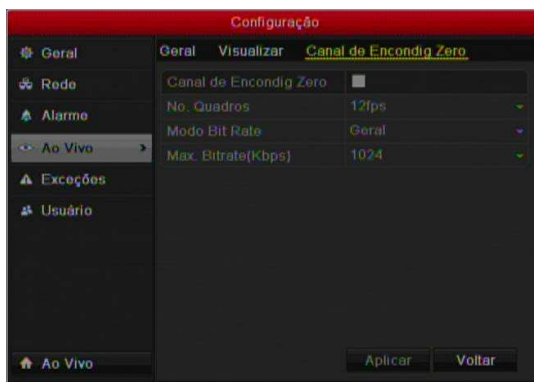 Configuração
Geral
Rede
Alarme
Ao Vivo
Exceções
Usuário
Ao Vivo
Geral Visualizar Canal de Encondig Zero
Canal de Encondig Zero
No. Quadros 12fps
Modo Bit Rate Geral
Max. Bitrate(Kbps) 1024
Aplicar Voltar